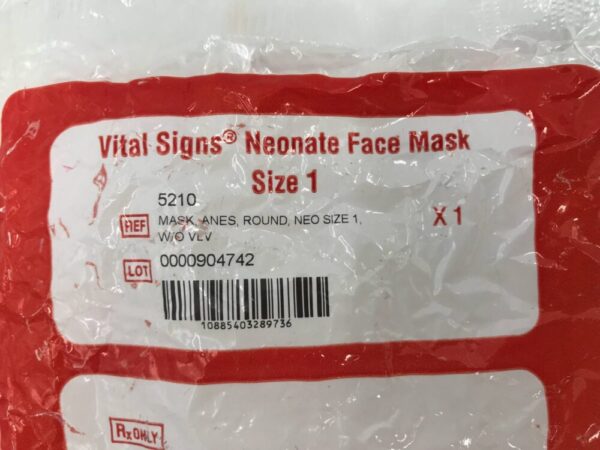 Vital Signs® Neonate Face Mask
Size 1
5210
REF MASK, ANES, ROUND, NEO SIZE 1, X 1
W/O VLV
LOT 0000904742
10885403289736
Rx ONLY